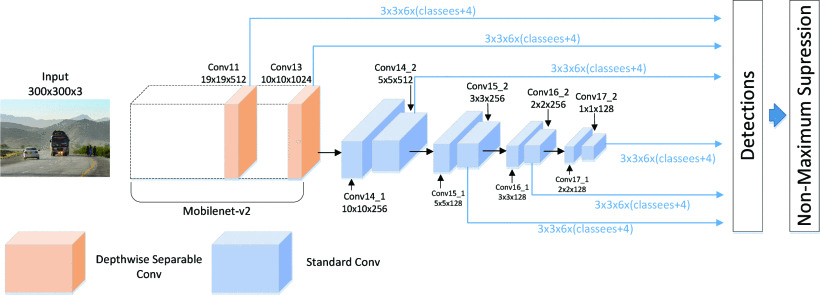 3x3x6x(classees+4)
3x3x6x(classees+4)
Input
300x300x3
Conv11
19x19x512
Conv13
10x10x1024
Conv14_2
5x5x512
3x3x6x(classees+4)
Conv15_2
3x3x256
Conv16_2
2x2x256
Conv17_2
1x1x128
3x3x6x(classees+4)
Conv14_1
10x10x256
Conv15_1
5x5x128
Conv16_1
3x3x128
Conv17_1
2x2x128
3x3x6x(classees+4)
3x3x6x(classees+4)
Mobilenet-v2
Detections
Non-Maximum Supression
Depthwise Separable
Conv
Standard Conv